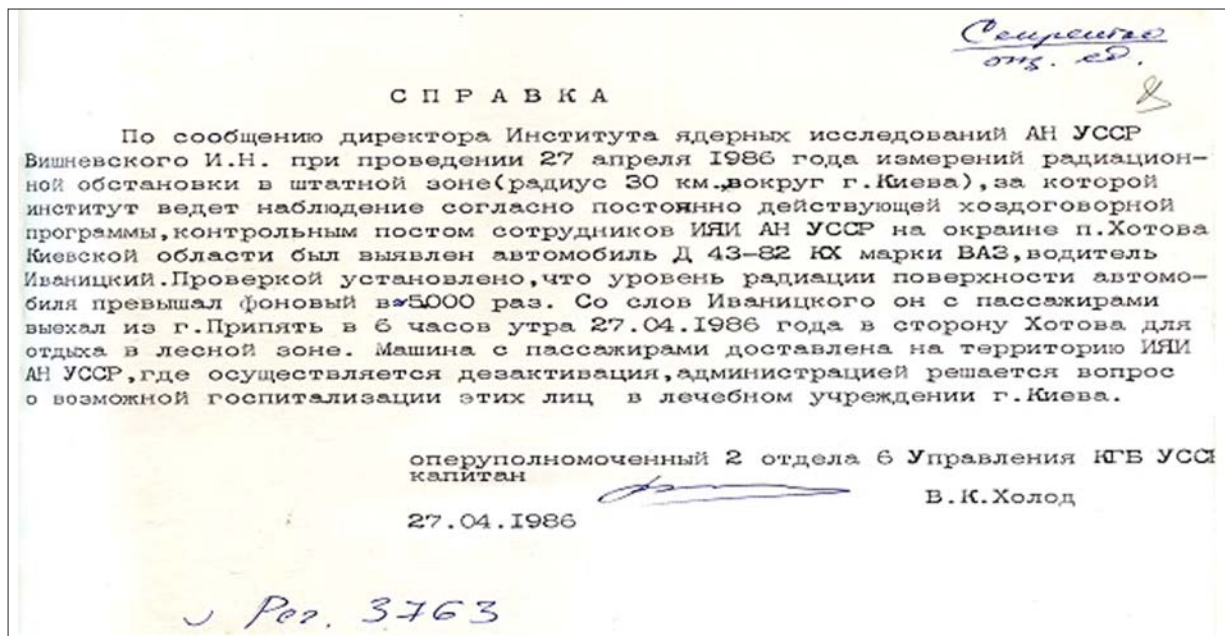 Секретно
отд. ед.
С П Р А В К А
По сообщению директора Института ядерных исследований АН УССР
Вишневского И.Н. при проведении 27 апреля I986 года измерений радиацион-
ной обстановки в штатной зоне(радиус 30 км. вокруг г.Киева),за которой
институт ведет наблюдение согласно постоянно действующей хоздоговорной
программы,контрольным постом сотрудников ИЯИ АН УССР на окраине п.Хотова
Киевской области был выявлен автомобиль Д 43-82 КХ марки ВАЗ,водитель
Иваницкий.Проверкой установлено,что уровень радиации поверхности автомо-
биля превышал фоновый в ≈5000 раз. Со слов Иваницкого он с пассажирами
выехал из г.Припять в 6 часов утра 27.04.I986 года в сторону Хотова для
отдыха в лесной зоне. Машина с пассажирами доставлена на территорию ИЯИ
АН УССР,где осуществляется дезактивация,администрацией решается вопрос
о возможной госпитализации этих лиц в лечебном учреждении г.Киева.
оперуполномоченный 2 отдела 6 Управления КГБ УССР
капитан
В.К.Холод
27.04.I986
Рег. 3763